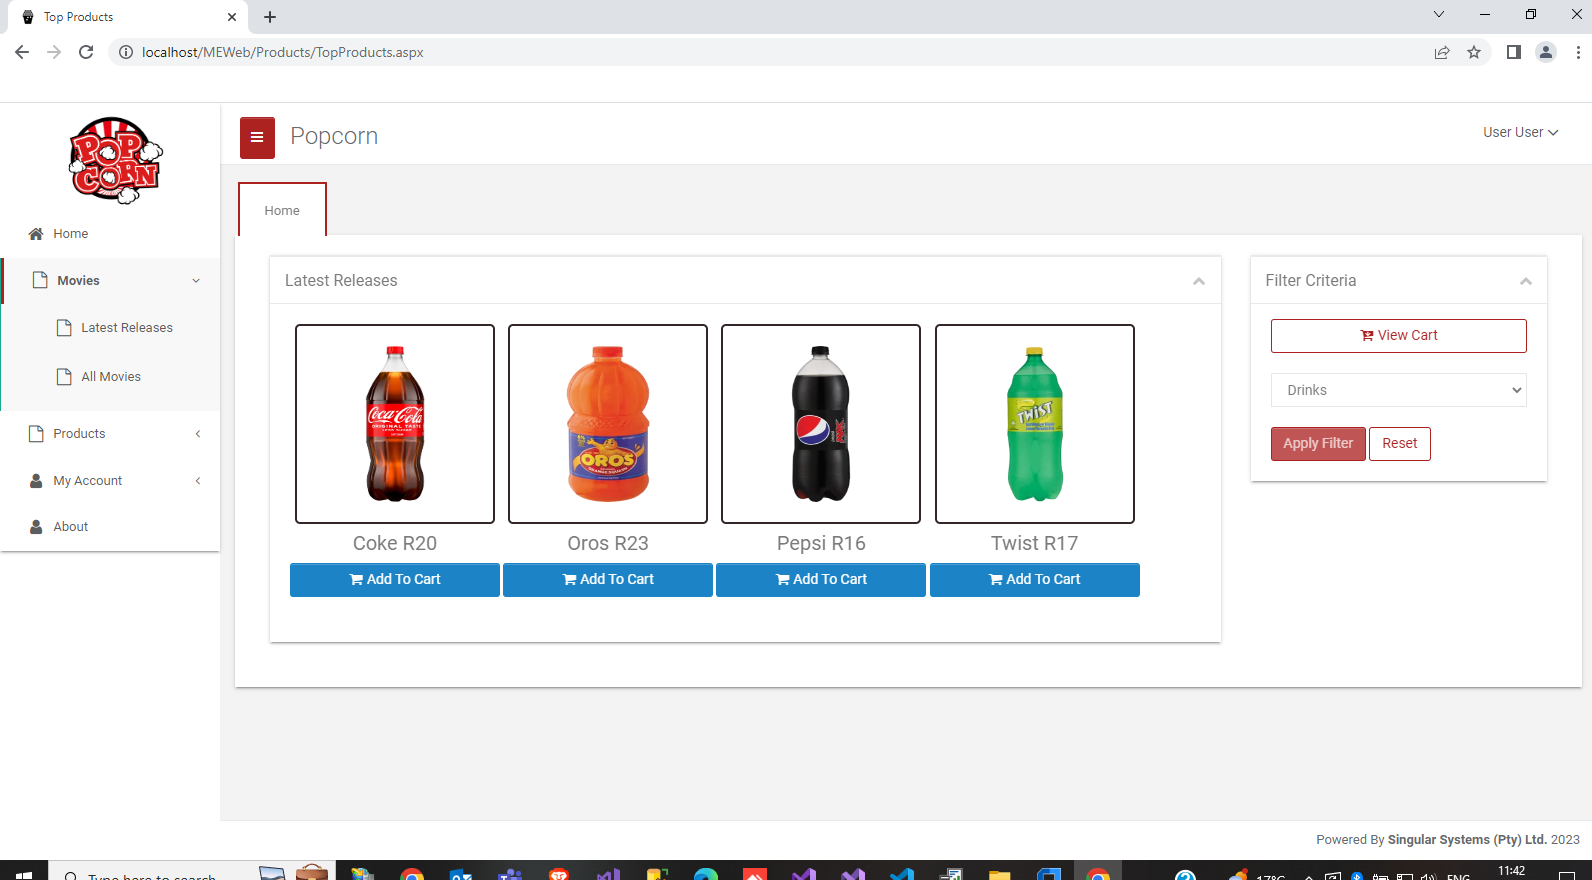 Top Products
localhost/MEWeb/Products/TopProducts.aspx
POP
CORN
Popcorn
User User
Home
Home
Movies
Latest Releases
All Movies
Products
My Account
About
Latest Releases
Coca-Cola
ORIGINAL TASTE
OROS
TWIST
Coke R20
Oros R23
Pepsi R16
Twist R17
Add To Cart
Add To Cart
Add To Cart
Add To Cart
Filter Criteria
View Cart
Drinks
Apply Filter
Reset
Powered By Singular Systems (Pty) Ltd. 2023
Type here to search
17°C
ENG
11:42